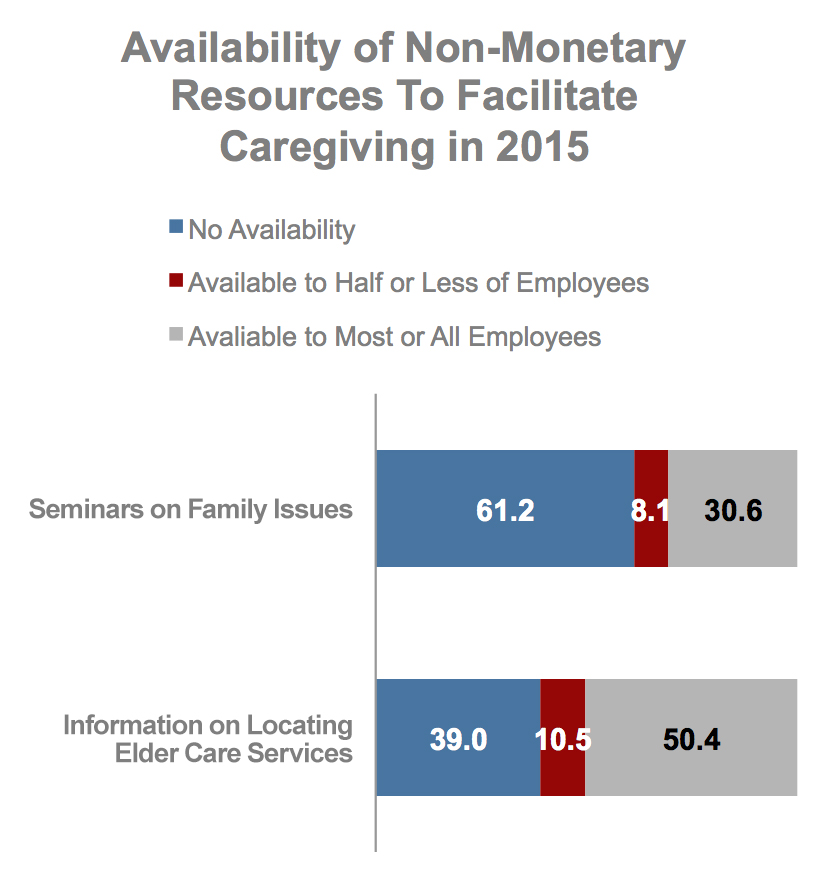 Availability of Non-Monetary
Resources To Facilitate
Caregiving in 2015
No Availability
Available to Half or Less of Employees
Avaliable to Most or All Employees
Seminars on Family Issues
61.2
8.1
30.6
Information on Locating
Elder Care Services
39.0
10.5
50.4